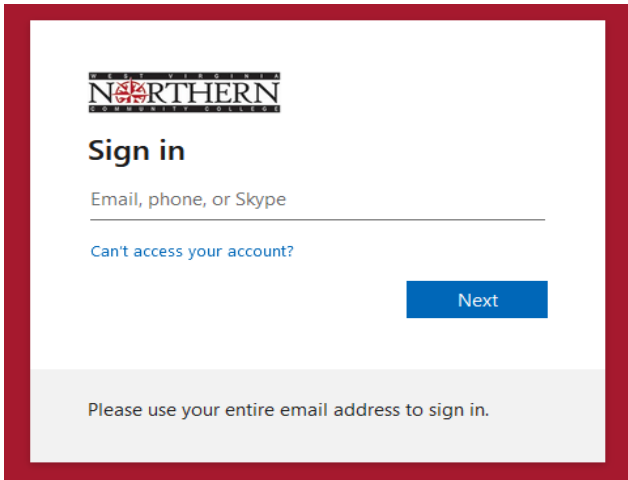 WEST VIRGINIA
NORTHERN
COMMUNITY COLLEGE
Sign in
Email, phone, or Skype
Can't access your account?
Next
Please use your entire email address to sign in.